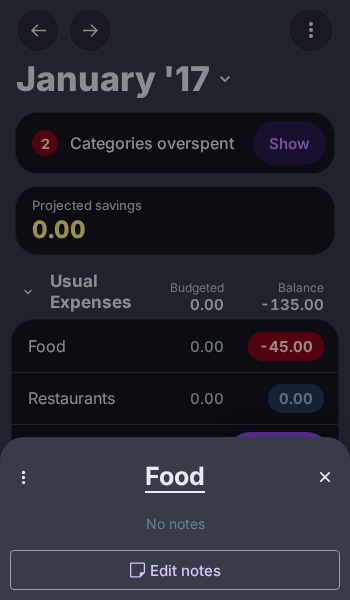 January '17
2 Categories overspent Show
Projected savings
0.00
Usual Expenses Budgeted 0.00 Balance -135.00
Food 0.00 -45.00
Restaurants 0.00 0.00
Food
No notes
Edit notes